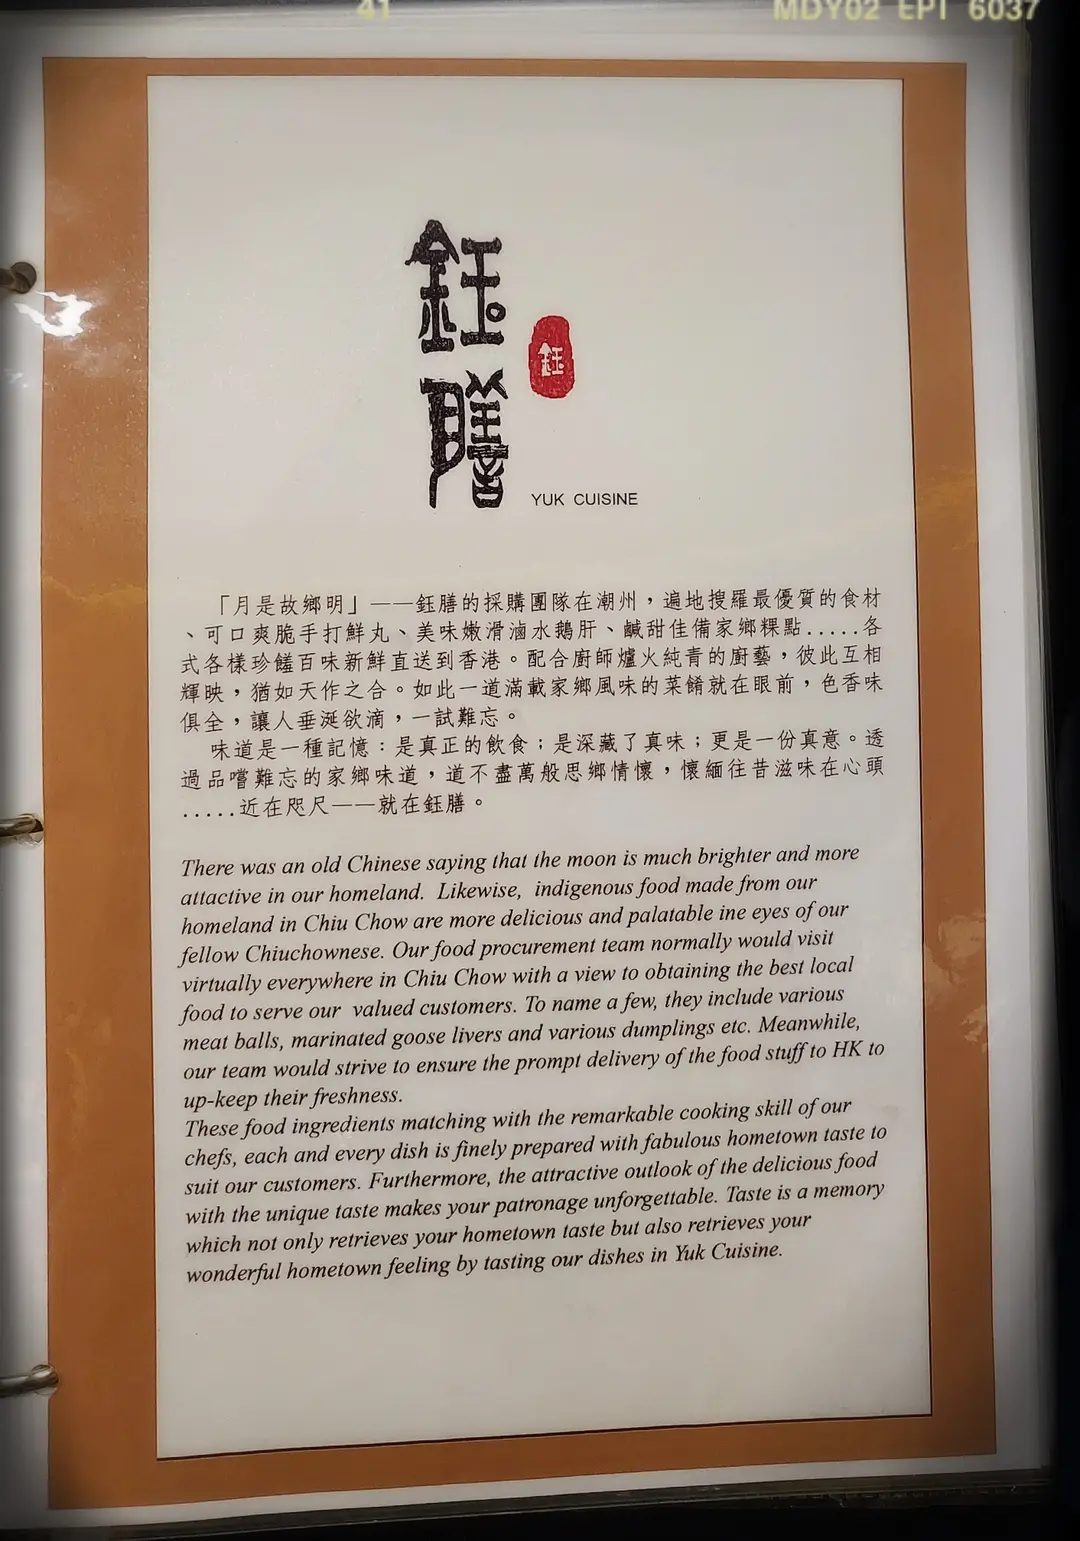 41 MDY02 EPI 6037
鈺
膳
鈺
YUK CUISINE
「月是故鄉明」——鈺膳的採購團隊在潮州，遍地搜羅最優質的食材
、可口爽脆手打鮮丸、美味嫩滑滷水鵝肝、鹹甜佳備家鄉粿點.....各
式各樣珍饈百味新鮮直送到香港。配合廚師爐火純青的廚藝，彼此互相
輝映，猶如天作之合。如此一道滿載家鄉風味的菜餚就在眼前，色香味
俱全，讓人垂涎欲滴，一試難忘。
味道是一種記憶：是真正的飲食；是深藏了真味；更是一份真意。透
過品嚐難忘的家鄉味道，道不盡萬般思鄉情懷，懷緬往昔滋味在心頭
.....近在咫尺——就在鈺膳。
There was an old Chinese saying that the moon is much brighter and more
attactive in our homeland. Likewise, indigenous food made from our
homeland in Chiu Chow are more delicious and palatable ine eyes of our
fellow Chiuchownese. Our food procurement team normally would visit
virtually everywhere in Chiu Chow with a view to obtaining the best local
food to serve our valued customers. To name a few, they include various
meat balls, marinated goose livers and various dumplings etc. Meanwhile,
our team would strive to ensure the prompt delivery of the food stuff to HK to
up-keep their freshness.
These food ingredients matching with the remarkable cooking skill of our
chefs, each and every dish is finely prepared with fabulous hometown taste to
suit our customers. Furthermore, the attractive outlook of the delicious food
with the unique taste makes your patronage unforgettable. Taste is a memory
which not only retrieves your hometown taste but also retrieves your
wonderful hometown feeling by tasting our dishes in Yuk Cuisine.